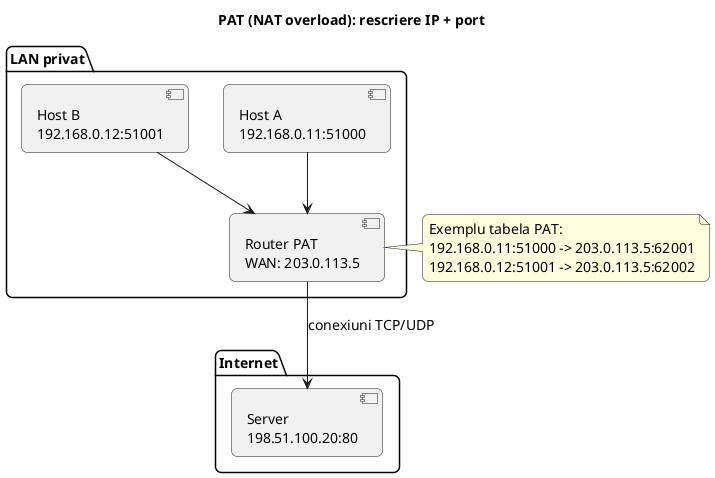 PAT (NAT overload): rescriere IP + port
LAN privat
Host B
192.168.0.12:51001
Host A
192.168.0.11:51000
Router PAT
WAN: 203.0.113.5
Exemplu tabela PAT:
192.168.0.11:51000 -> 203.0.113.5:62001
192.168.0.12:51001 -> 203.0.113.5:62002
conexiuni TCP/UDP
Internet
Server
198.51.100.20:80